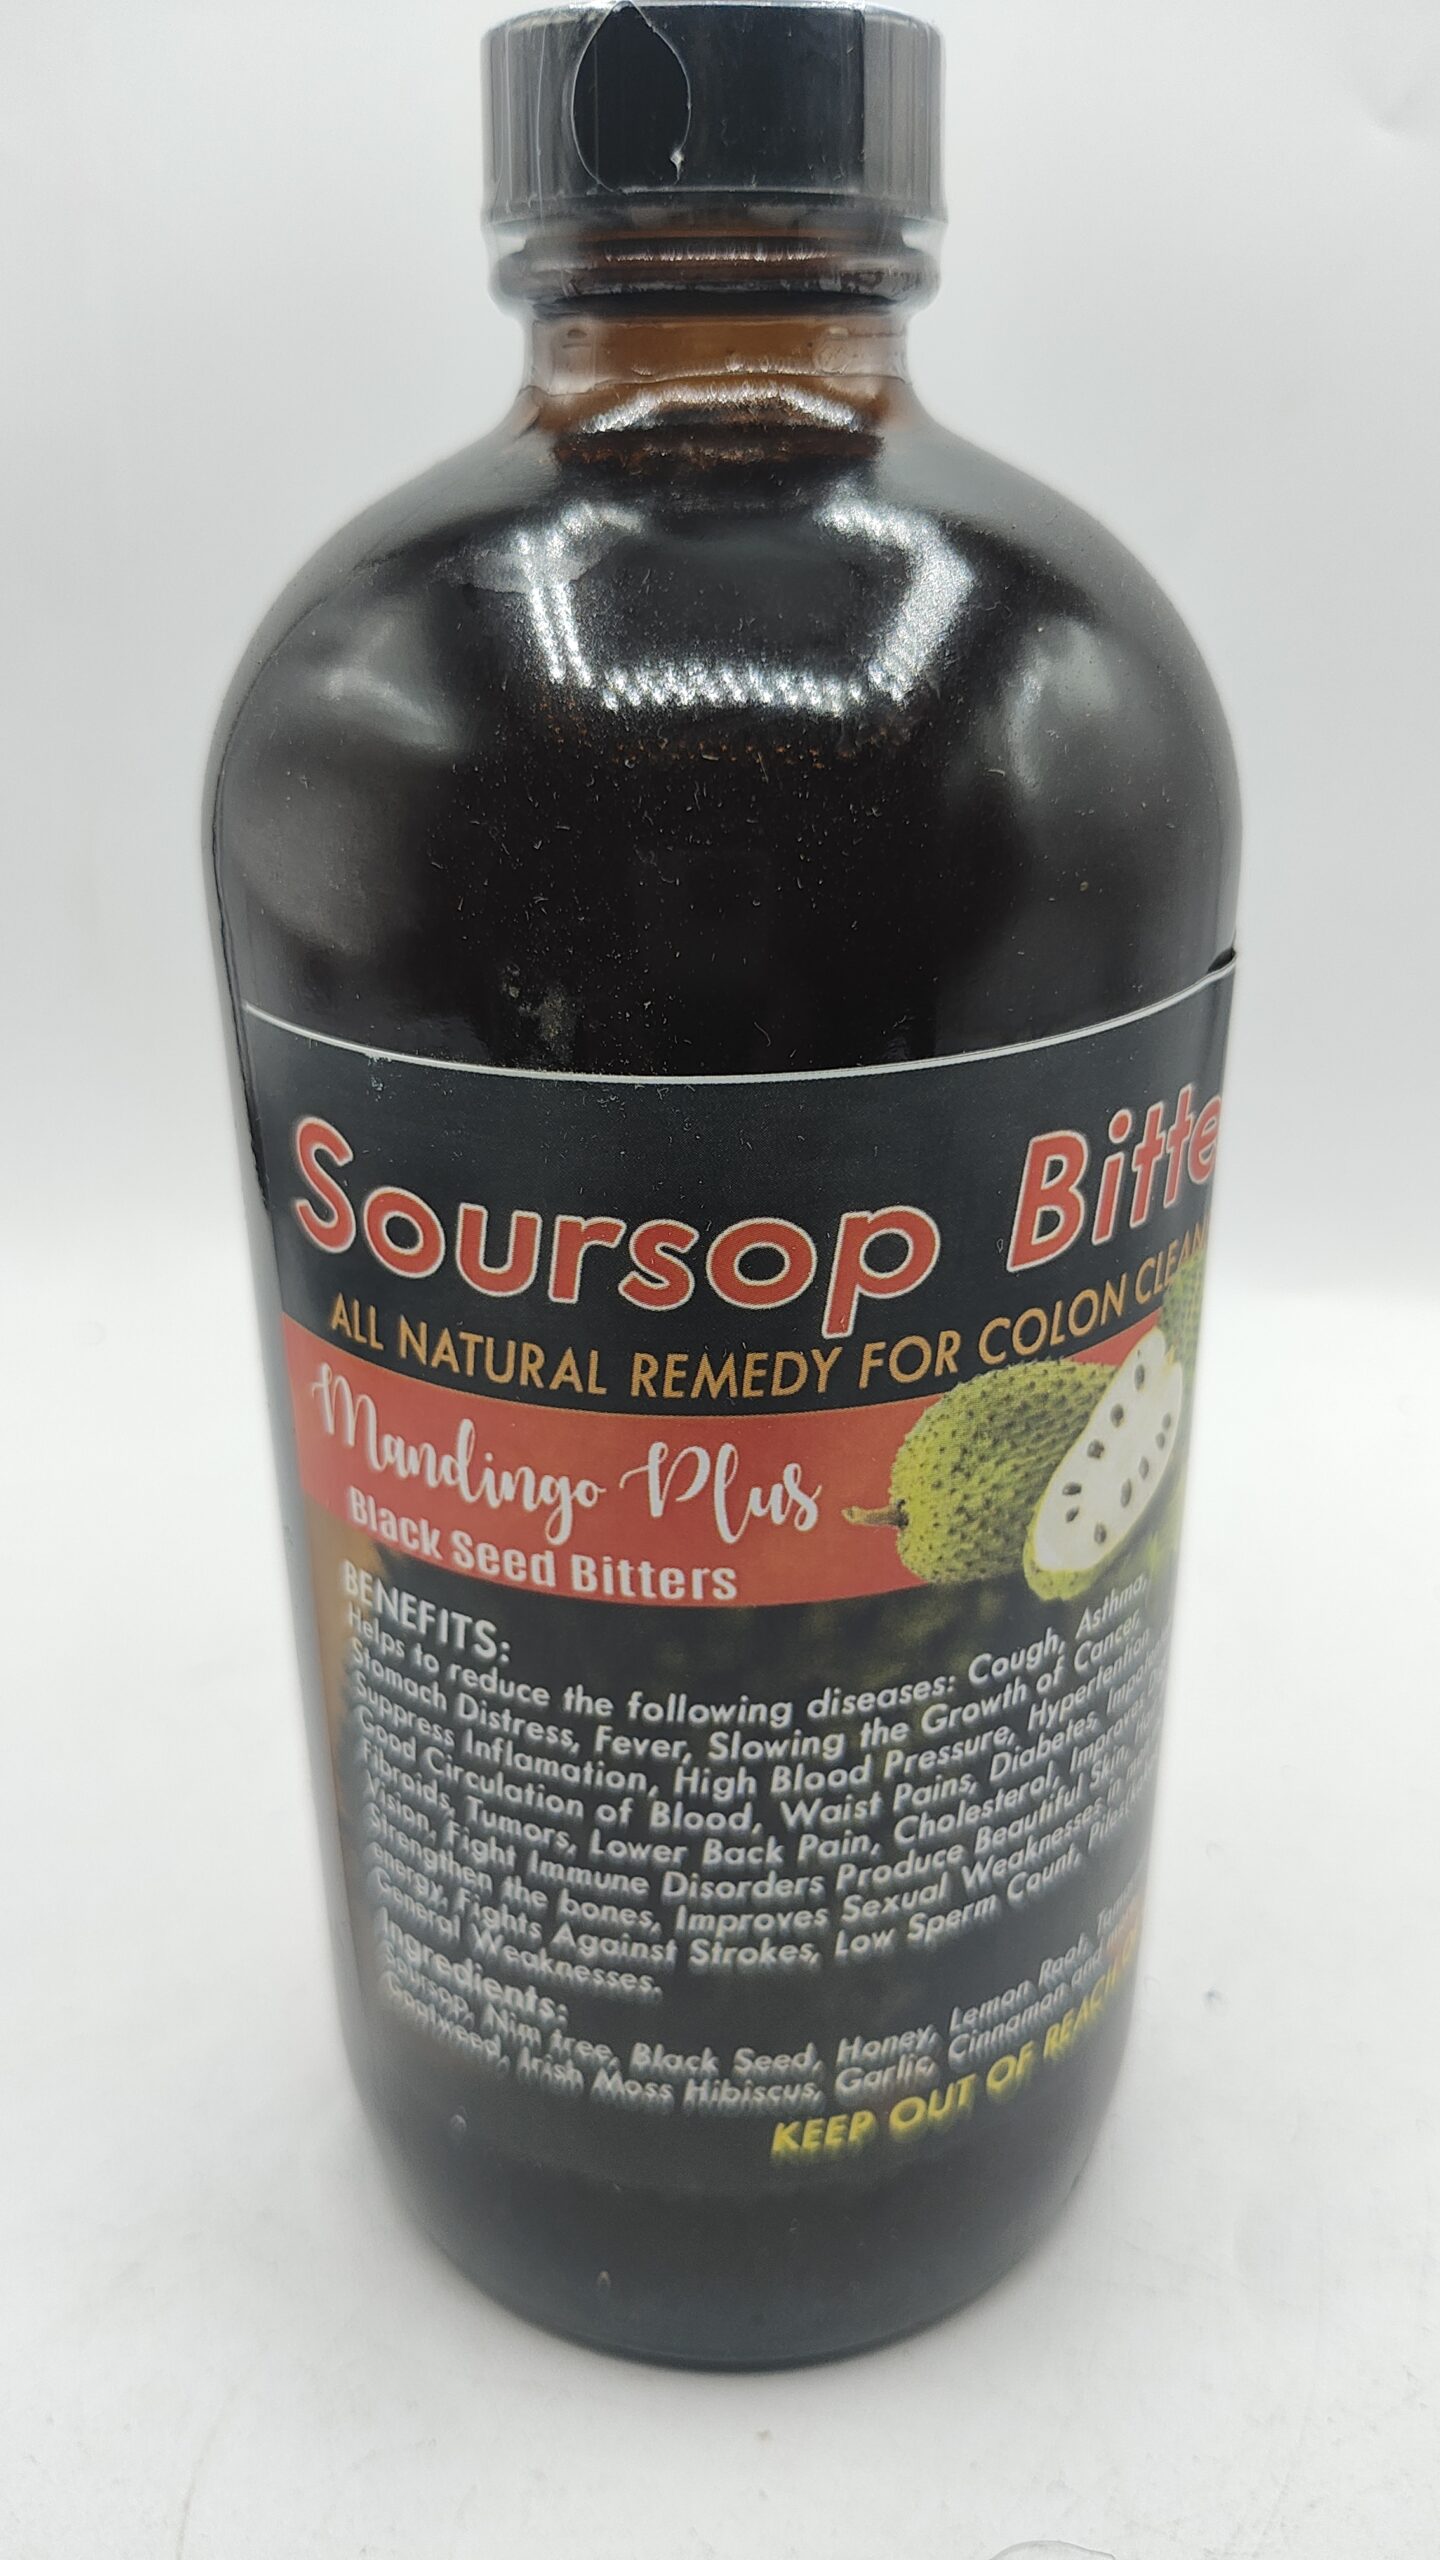 Soursop Bitte
ALL NATURAL REMEDY FOR COLON CLEAN
Mandingo Plus
Black Seed Bitters
BENEFITS:
Helps to reduce the following diseases: Cough, Asthma,
Stomach Distress, Fever, Slowing the Growth of Cancer,
Suppress Inflamation, High Blood Pressure, Hypertention
Good Circulation of Blood, Waist Pains, Diabetes,
Fibroids, Tumors, Lower Back Pain, Cholesterol, Improves
Vision, Fight Immune Disorders Produce Beautiful Skin,
Strengthen the bones, Improves Sexual Weaknesses in
energy, Fights Against Strokes, Low Sperm Count, Piles
General Weaknesses.
Ingredients:
Soursop, Nim tree, Black Seed, Honey, Lemon Root,
Goatweed, Irish Moss Hibiscus, Garlic, Cinnamon and
KEEP OUT OF REACH